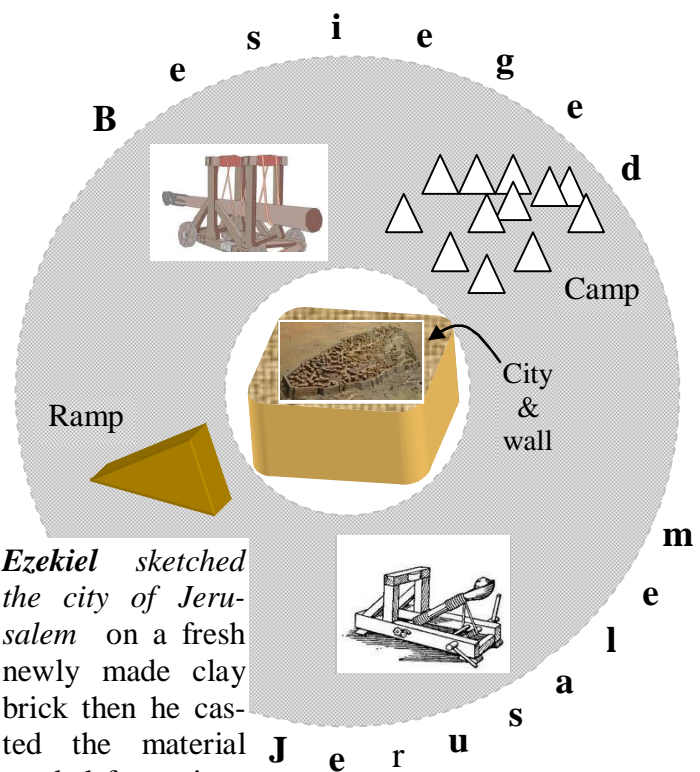 Besieged
Camp
City
&
wall
Ramp
Ezekiel sketched
the city of Jeru-
salem on a fresh
newly made clay
brick then he cas-
ted the material
Jerusalem